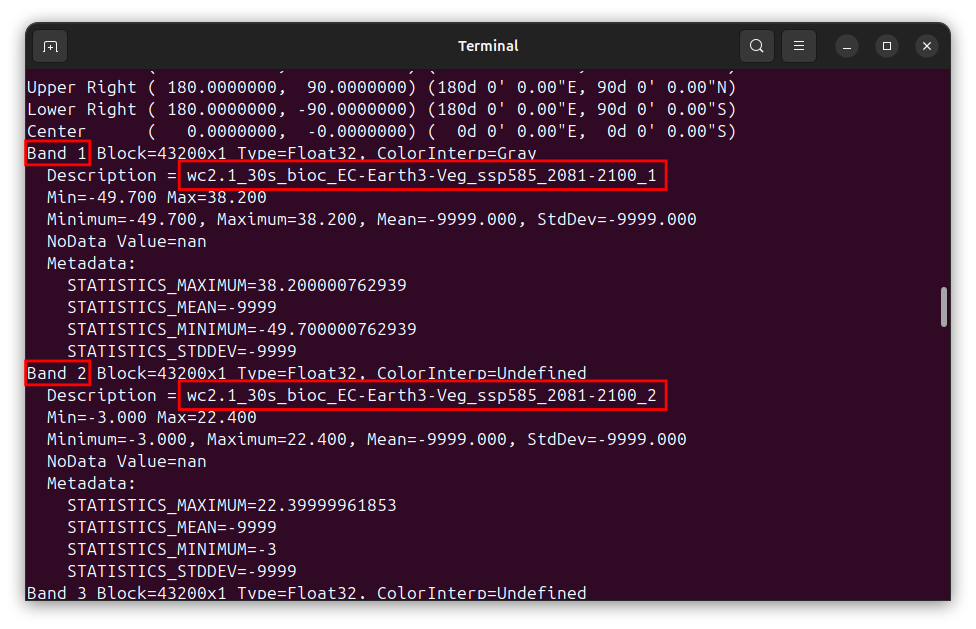 Terminal
Upper Right ( 180.0000000,  90.0000000) (180d 0' 0.00"E, 90d 0' 0.00"N)
Lower Right ( 180.0000000, -90.0000000) (180d 0' 0.00"E, 90d 0' 0.00"S)
Center      (   0.0000000,  -0.0000000) (  0d 0' 0.00"E,  0d 0' 0.00"S)
Band 1 Block=43200x1 Type=Float32, ColorInterp=Gray
  Description = wc2.1_30s_bioc_EC-Earth3-Veg_ssp585_2081-2100_1
  Min=-49.700 Max=38.200
  Minimum=-49.700, Maximum=38.200, Mean=-9999.000, StdDev=-9999.000
  NoData Value=nan
  Metadata:
    STATISTICS_MAXIMUM=38.200000762939
    STATISTICS_MEAN=-9999
    STATISTICS_MINIMUM=-49.700000762939
    STATISTICS_STDDEV=-9999
Band 2 Block=43200x1 Type=Float32, ColorInterp=Undefined
  Description = wc2.1_30s_bioc_EC-Earth3-Veg_ssp585_2081-2100_2
  Min=-3.000 Max=22.400
  Minimum=-3.000, Maximum=22.400, Mean=-9999.000, StdDev=-9999.000
  NoData Value=nan
  Metadata:
    STATISTICS_MAXIMUM=22.39999961853
    STATISTICS_MEAN=-9999
    STATISTICS_MINIMUM=-3
    STATISTICS_STDDEV=-9999
Band 3 Block=43200x1 Type=Float32, ColorInterp=Undefined